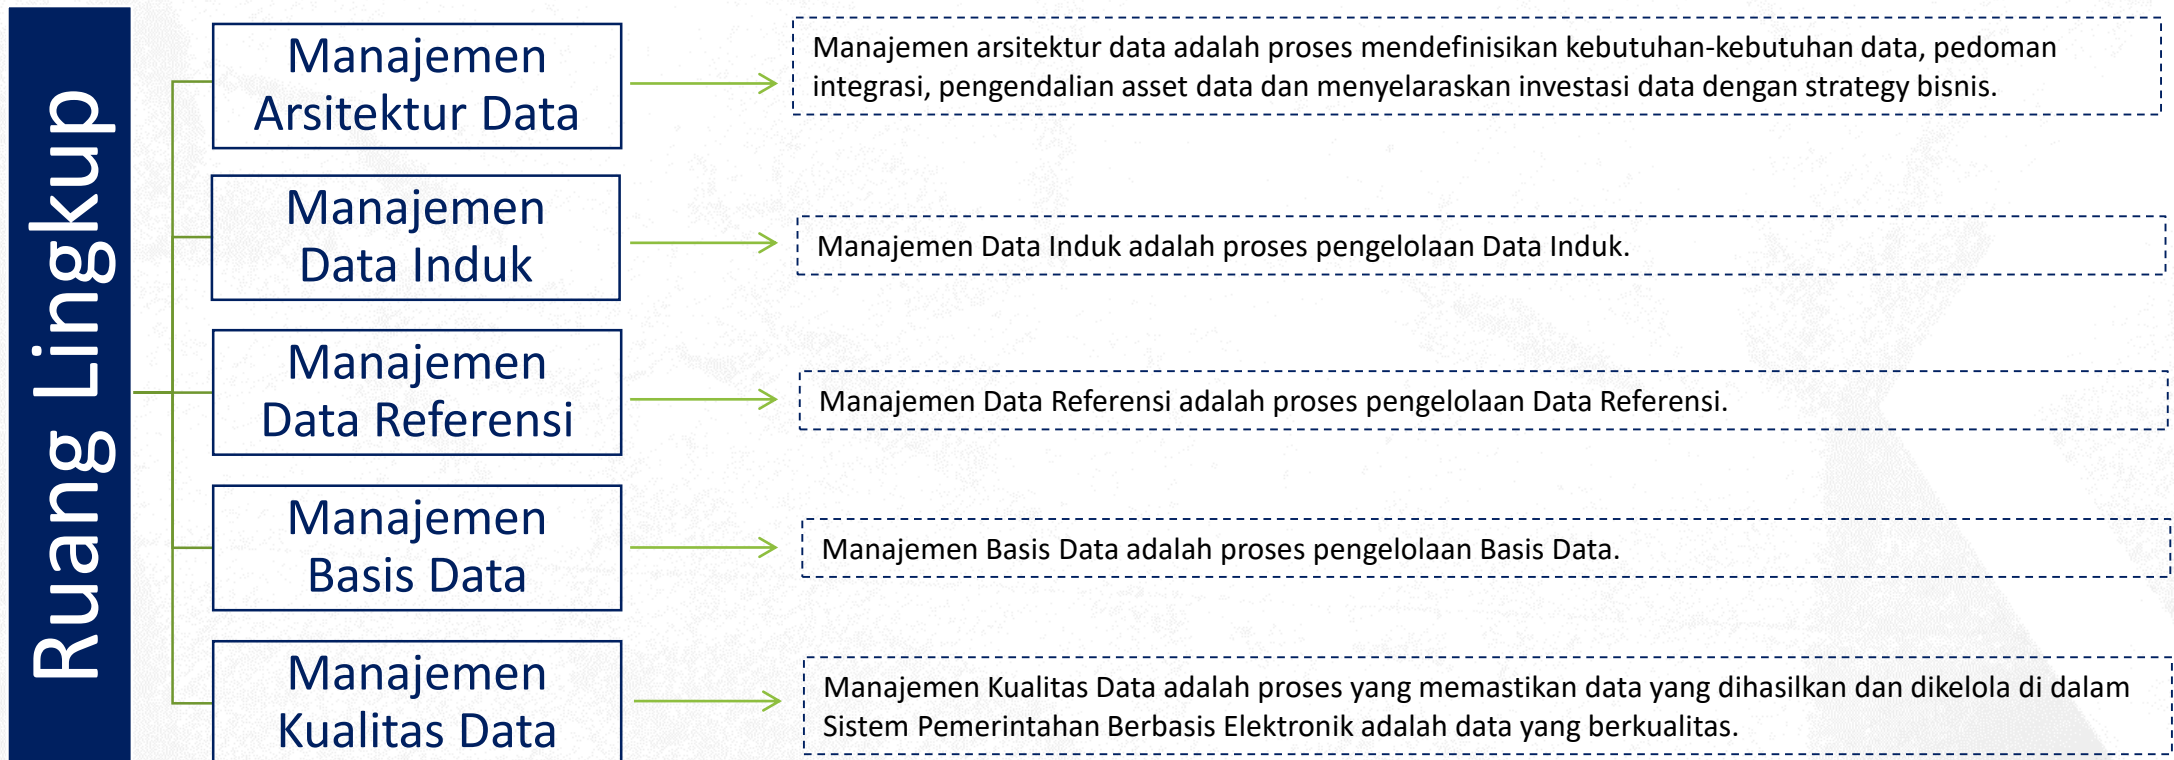 Ruang Lingkup
Manajemen
Arsitektur Data
Manajemen arsitektur data adalah proses mendefinisikan kebutuhan-kebutuhan data, pedoman
integrasi, pengendalian asset data dan menyelaraskan investasi data dengan strategy bisnis.
Manajemen
Data Induk
Manajemen Data Induk adalah proses pengelolaan Data Induk.
Manajemen
Data Referensi
Manajemen Data Referensi adalah proses pengelolaan Data Referensi.
Manajemen
Basis Data
Manajemen Basis Data adalah proses pengelolaan Basis Data.
Manajemen
Kualitas Data
Manajemen Kualitas Data adalah proses yang memastikan data yang dihasilkan dan dikelola di dalam
Sistem Pemerintahan Berbasis Elektronik adalah data yang berkualitas.